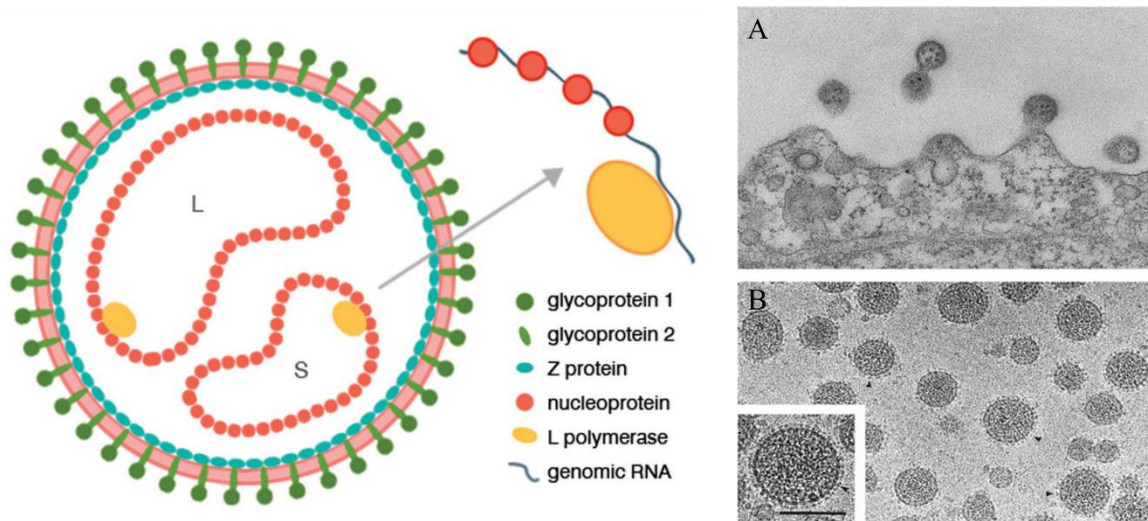 L
S
glycoprotein 1
glycoprotein 2
Z protein
nucleoprotein
L polymerase
genomic RNA
A
B